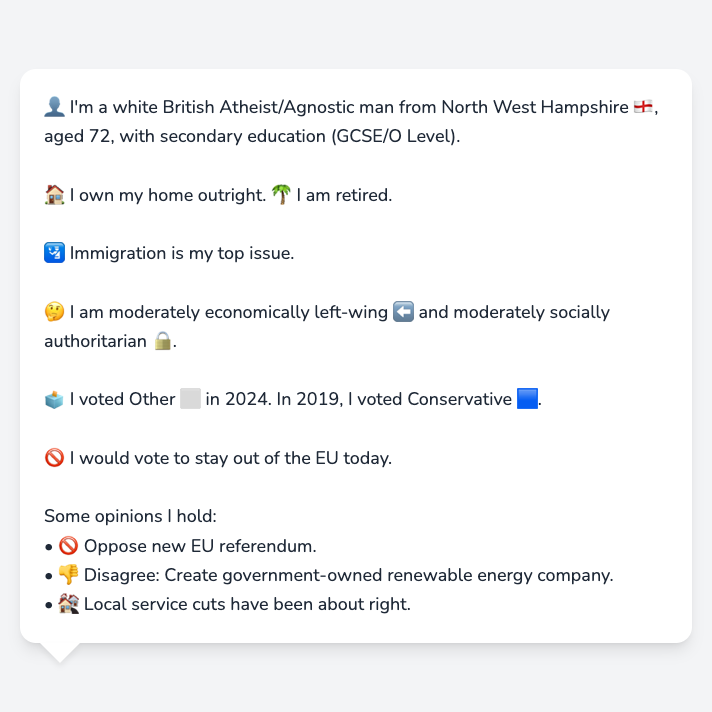 👤 I'm a white British Atheist/Agnostic man from North West Hampshire 🏴󠁧󠁢󠁥󠁮󠁧󠁿,
aged 72, with secondary education (GCSE/O Level).
🏠 I own my home outright. 🌴 I am retired.
🛂 Immigration is my top issue.
🤔 I am moderately economically left-wing ⬅️ and moderately socially
authoritarian 🔒.
🗳️ I voted Other ⬜ in 2024. In 2019, I voted Conservative 🟦.
🚫 I would vote to stay out of the EU today.
Some opinions I hold:
• 🚫 Oppose new EU referendum.
• 👎 Disagree: Create government-owned renewable energy company.
• 🏚️ Local service cuts have been about right.